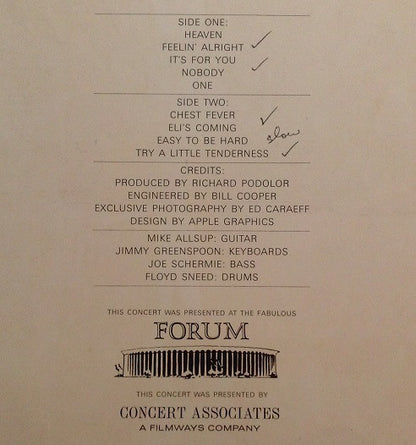 SIDE ONE:
HEAVEN
FEELIN' ALRIGHT
IT'S FOR YOU
NOBODY
ONE
SIDE TWO:
CHEST FEVER
ELI'S COMING
EASY TO BE HARD slow
TRY A LITTLE TENDERNESS
CREDITS:
PRODUCED BY RICHARD PODOLOR
ENGINEERED BY BILL COOPER
EXCLUSIVE PHOTOGRAPHY BY ED CARAEFF
DESIGN BY APPLE GRAPHICS
MIKE ALLSUP: GUITAR
JIMMY GREENSPOON: KEYBOARDS
JOE SCHERMIE: BASS
FLOYD SNEED: DRUMS
THIS CONCERT WAS PRESENTED AT THE FABULOUS
FORUM
THIS CONCERT WAS PRESENTED BY
CONCERT ASSOCIATES
A FILMWAYS COMPANY